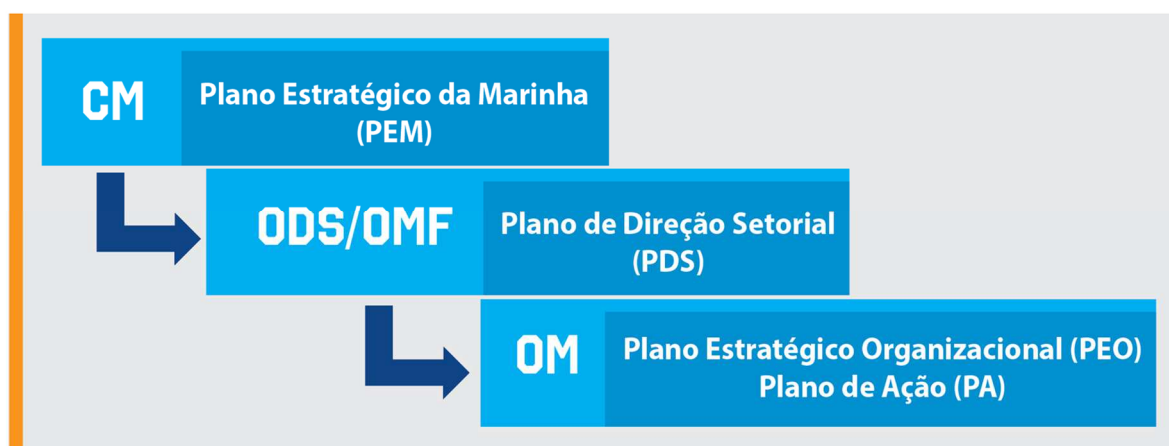 CM
Plano Estratégico da Marinha
(PEM)
ODS/OMF
Plano de Direção Setorial
(PDS)
OM
Plano Estratégico Organizacional (PEO)
Plano de Ação (PA)